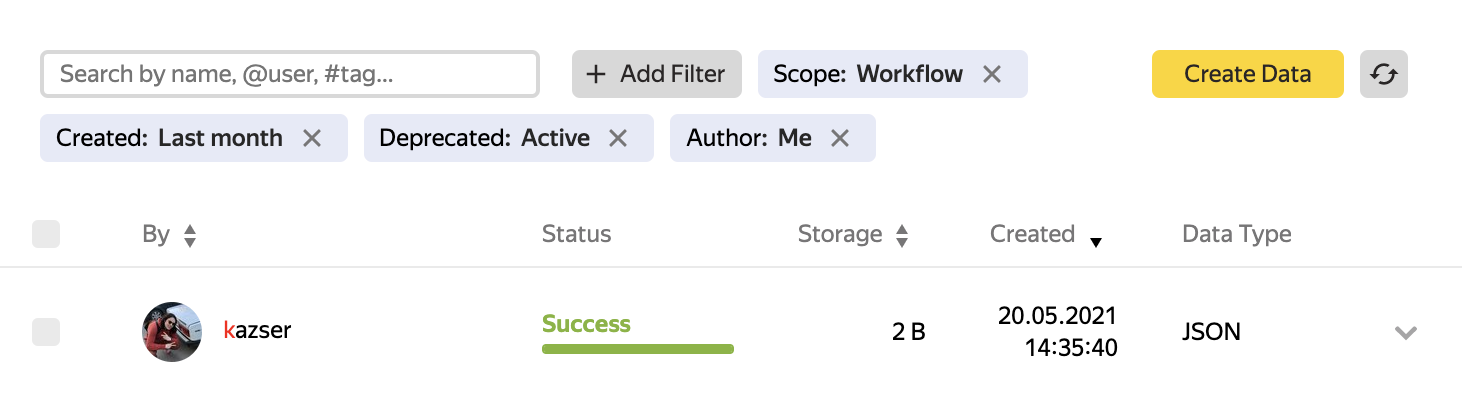 Search by name, @user, #tag...
+ Add Filter
Scope: Workflow ×
Create Data
Created: Last month ×
Deprecated: Active ×
Author: Me ×
By
Status
Storage
Created
Data Type
kazser
Success
2 B
20.05.2021
14:35:40
JSON